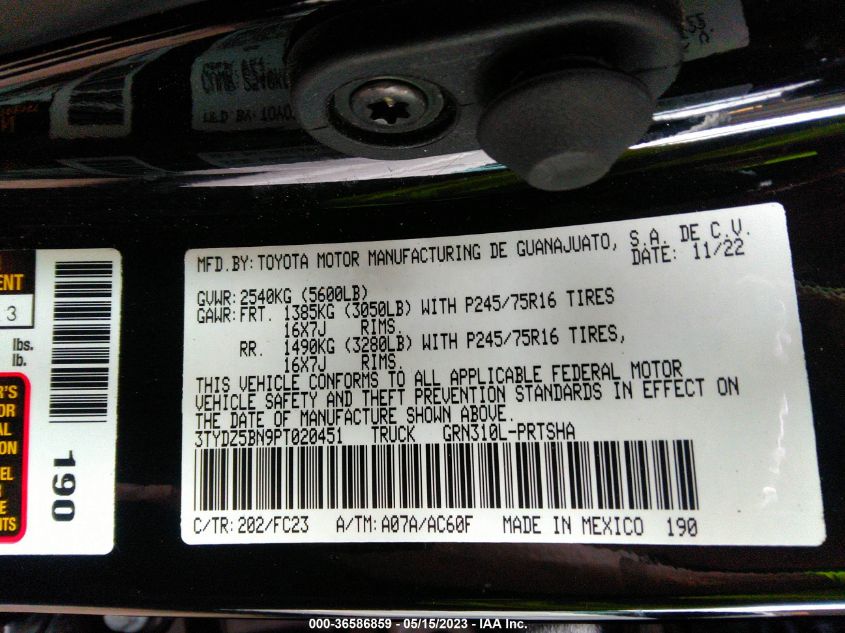 MFD.BY: TOYOTA MOTOR MANUFACTURING DE GUANAJUATO, S.A. DE C.V.
DATE: 11/22
GVWR: 2540KG (5600LB)
GAWR: FRT. 1385KG (3050LB) WITH P245/75R16 TIRES
16X7J RIMS.
RR. 1490KG (3280LB) WITH P245/75R16 TIRES,
16X7J RIMS.
THIS VEHICLE CONFORMS TO ALL APPLICABLE FEDERAL MOTOR
VEHICLE SAFETY AND THEFT PREVENTION STANDARDS IN EFFECT ON
THE DATE OF MANUFACTURE SHOWN ABOVE.
3TYDZ5BN9PT020451 TRUCK GRN310L-PRTSHA
C/TR: 202/FC23 A/TM: A07A/AC60F MADE IN MEXICO 190
3
lbs.
lb.
190
000-36586859 - 05/15/2023 - IAA Inc.